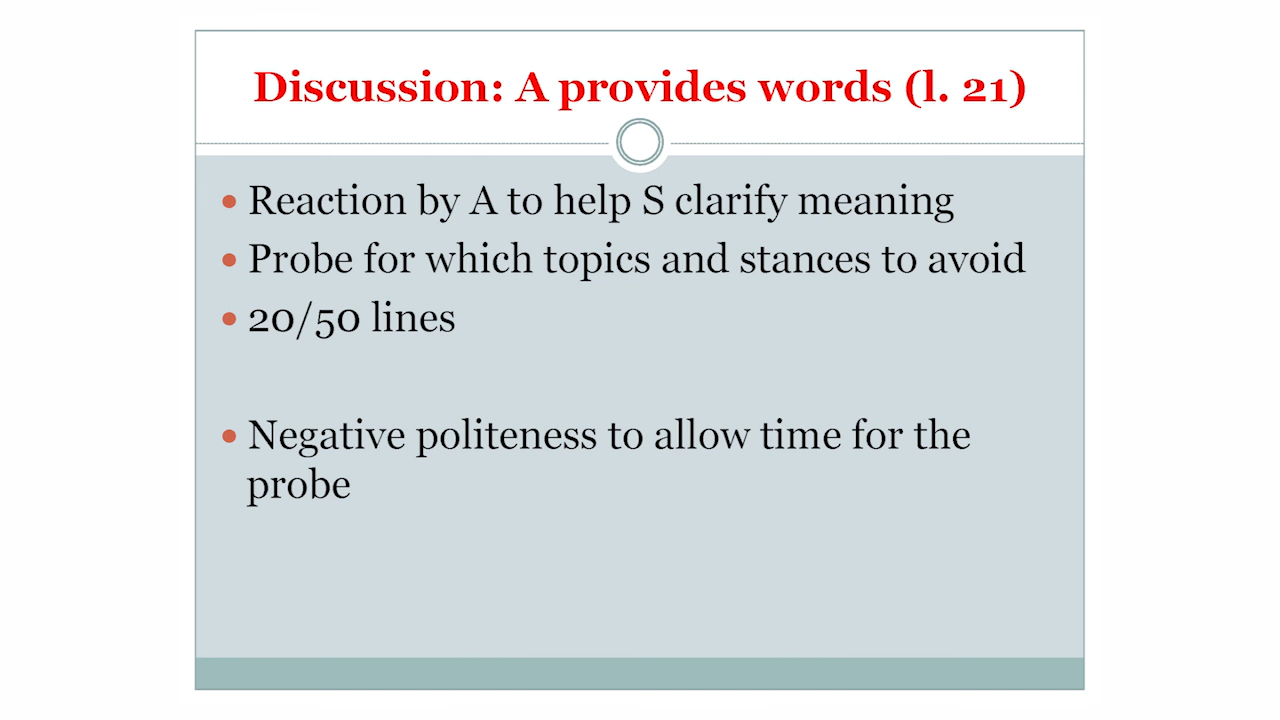 Discussion: A provides words (l. 21)
• Reaction by A to help S clarify meaning
• Probe for which topics and stances to avoid
• 20/50 lines
• Negative politeness to allow time for the
probe